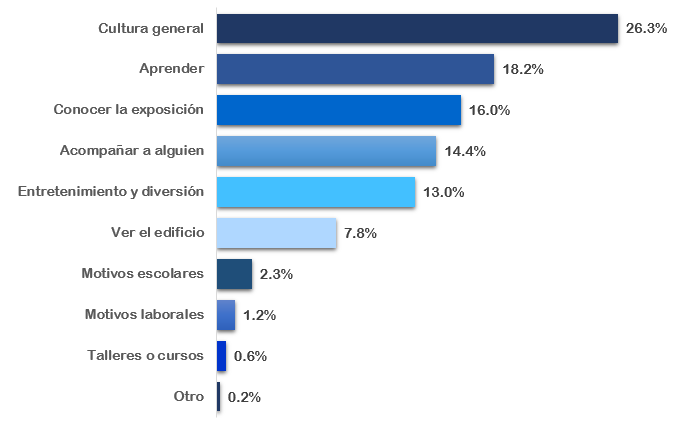 Cultura general 26.3%
Aprender 18.2%
Conocer la exposición 16.0%
Acompañar a alguien 14.4%
Entretenimiento y diversión 13.0%
Ver el edificio 7.8%
Motivos escolares 2.3%
Motivos laborales 1.2%
Talleres o cursos 0.6%
Otro 0.2%